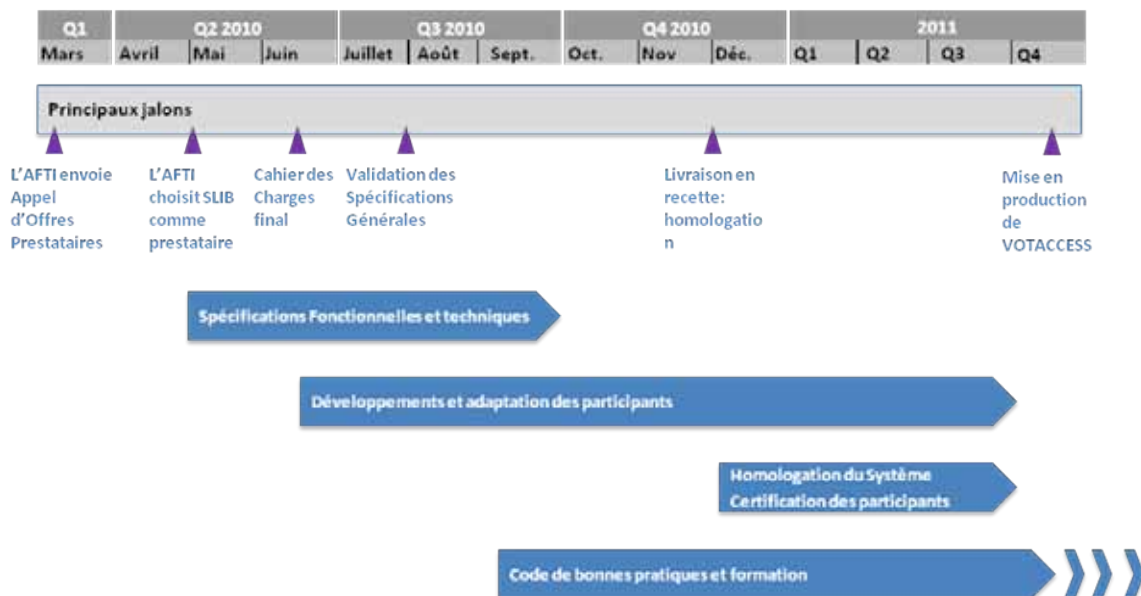 Q1 Q2 2010 Q3 2010 Q4 2010 2011
Mars Avril Mai Juin Juillet Août Sept. Oct. Nov Déc. Q1 Q2 Q3 Q4
Principaux jalons
L'AFTI envoie
Appel
d'Offres
Prestataires
L'AFTI
choisit SLIB
comme
prestataire
Cahier des
Charges
final
Validation des
Spécifications
Générales
Livraison en
recette:
homologatio
n
Mise en
production
de
VOTACCESS
Spécifications Fonctionnelles et techniques
Développements et adaptation des participants
Homologation du Système
Certification des participants
Code de bonnes pratiques et formation